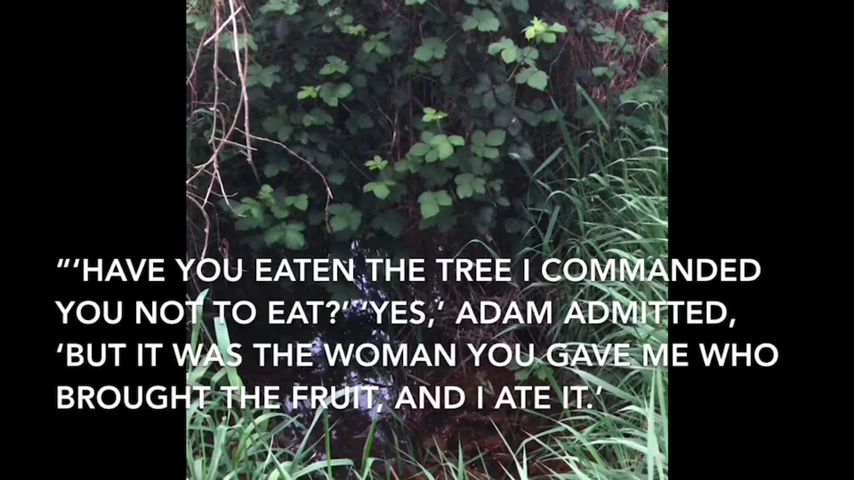 "‘HAVE YOU EATEN THE TREE I COMMANDED
YOU NOT TO EAT?’ ‘YES,’ ADAM ADMITTED,
‘BUT IT WAS THE WOMAN YOU GAVE ME WHO
BROUGHT THE FRUIT, AND I ATE IT.’